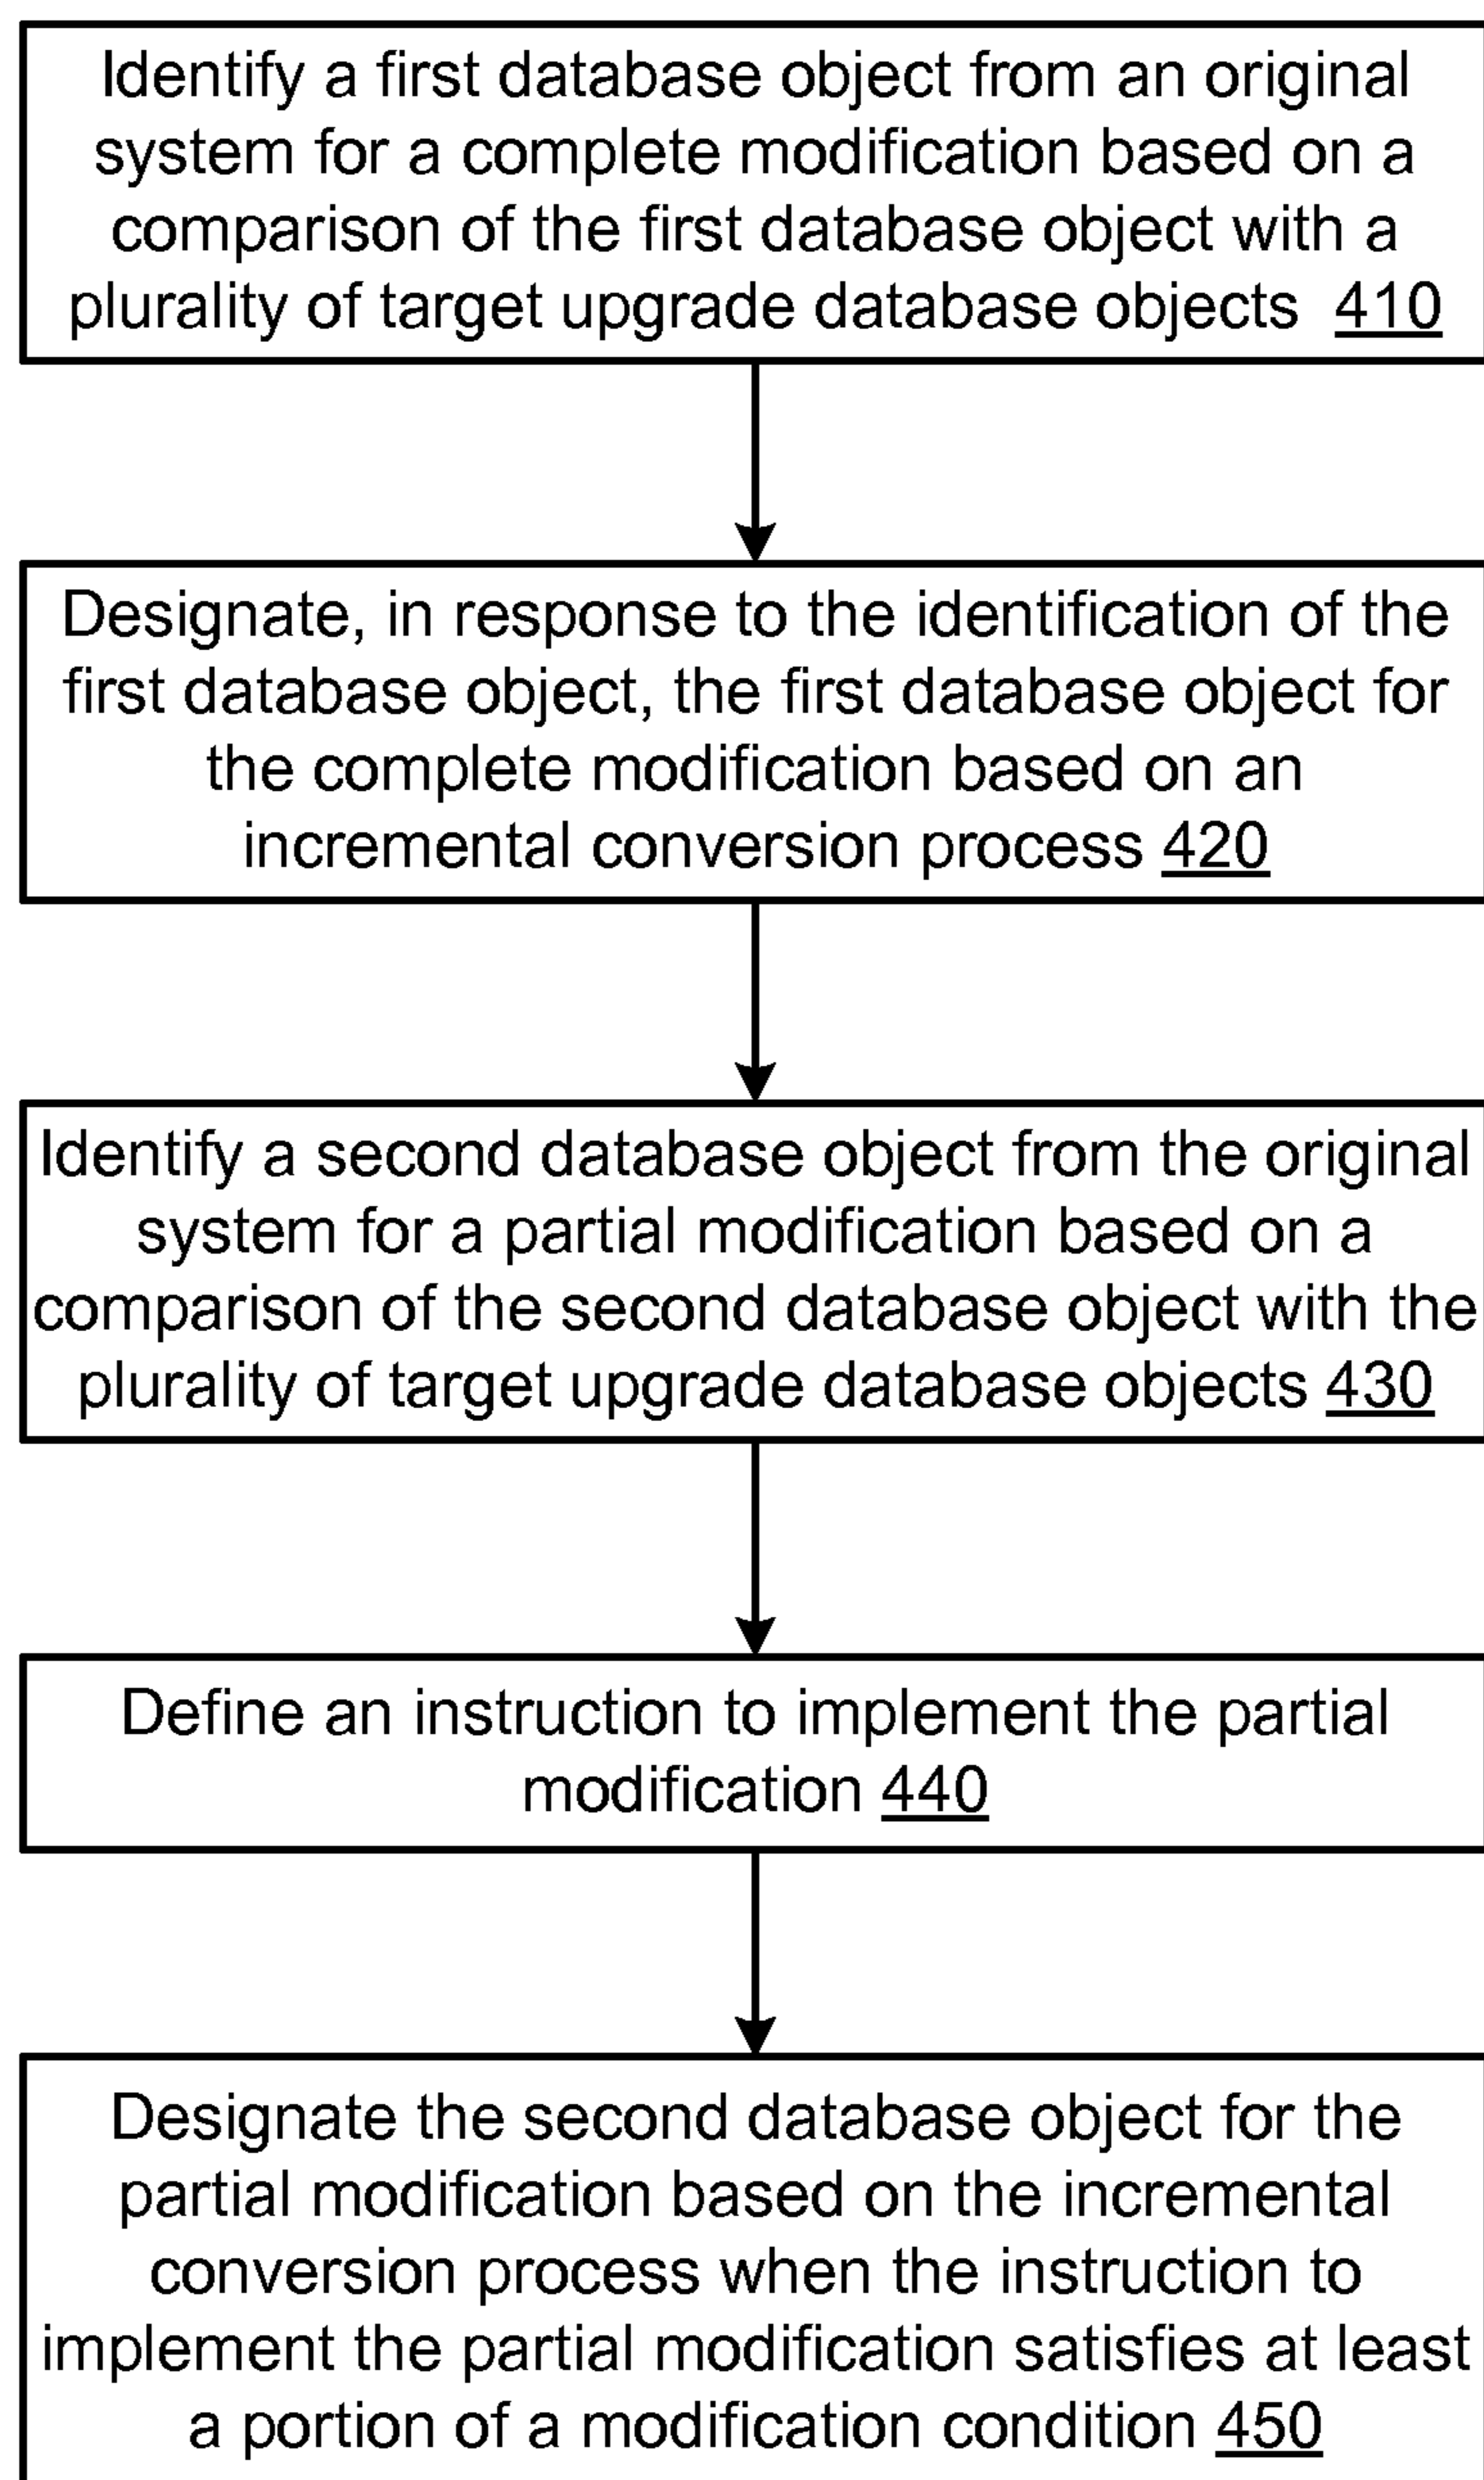 Identify a first database object from an original
system for a complete modification based on a
comparison of the first database object with a
plurality of target upgrade database objects 410
Designate, in response to the identification of the
first database object, the first database object for
the complete modification based on an
incremental conversion process 420
Identify a second database object from the original
system for a partial modification based on a
comparison of the second database object with the
plurality of target upgrade database objects 430
Define an instruction to implement the partial
modification 440
Designate the second database object for the
partial modification based on the incremental
conversion process when the instruction to
implement the partial modification satisfies at least
a portion of a modification condition 450